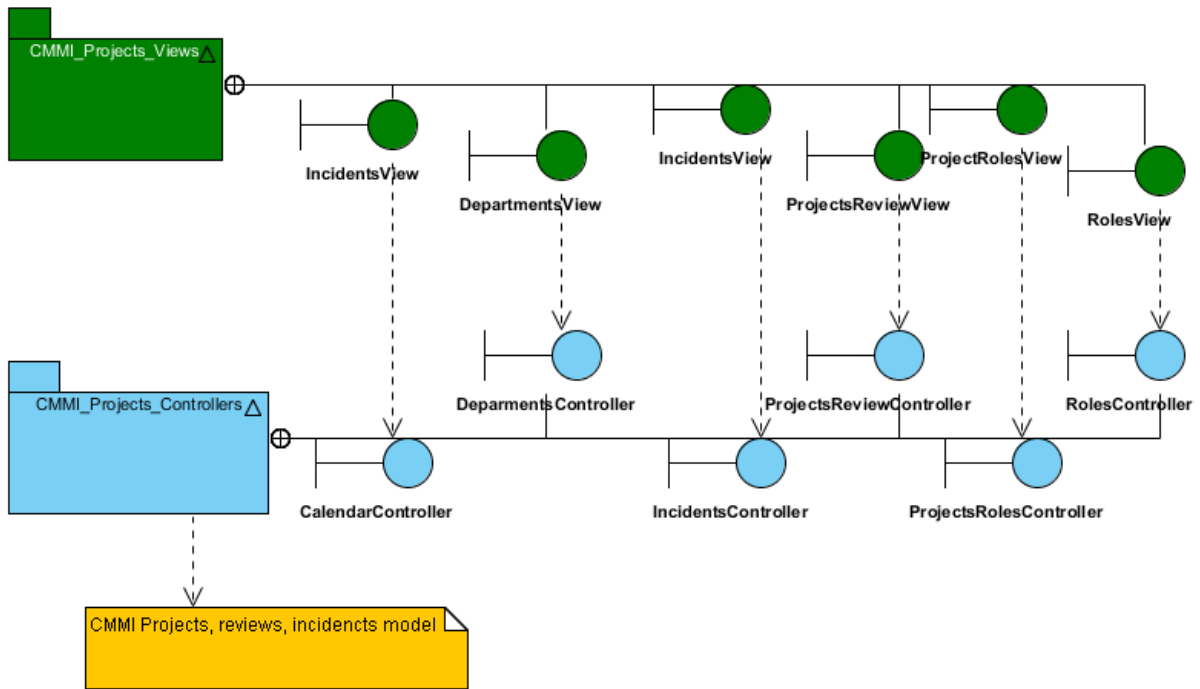 CMMI_Projects_Views
IncidentsView
DepartmentsView
IncidentsView
ProjectsReviewView
ProjectRolesView
RolesView
CMMI_Projects_Controllers
DeparmentsController
ProjectsReviewController
RolesController
CalendarController
IncidentsController
ProjectsRolesController
CMMI Projects, reviews, incidencts model